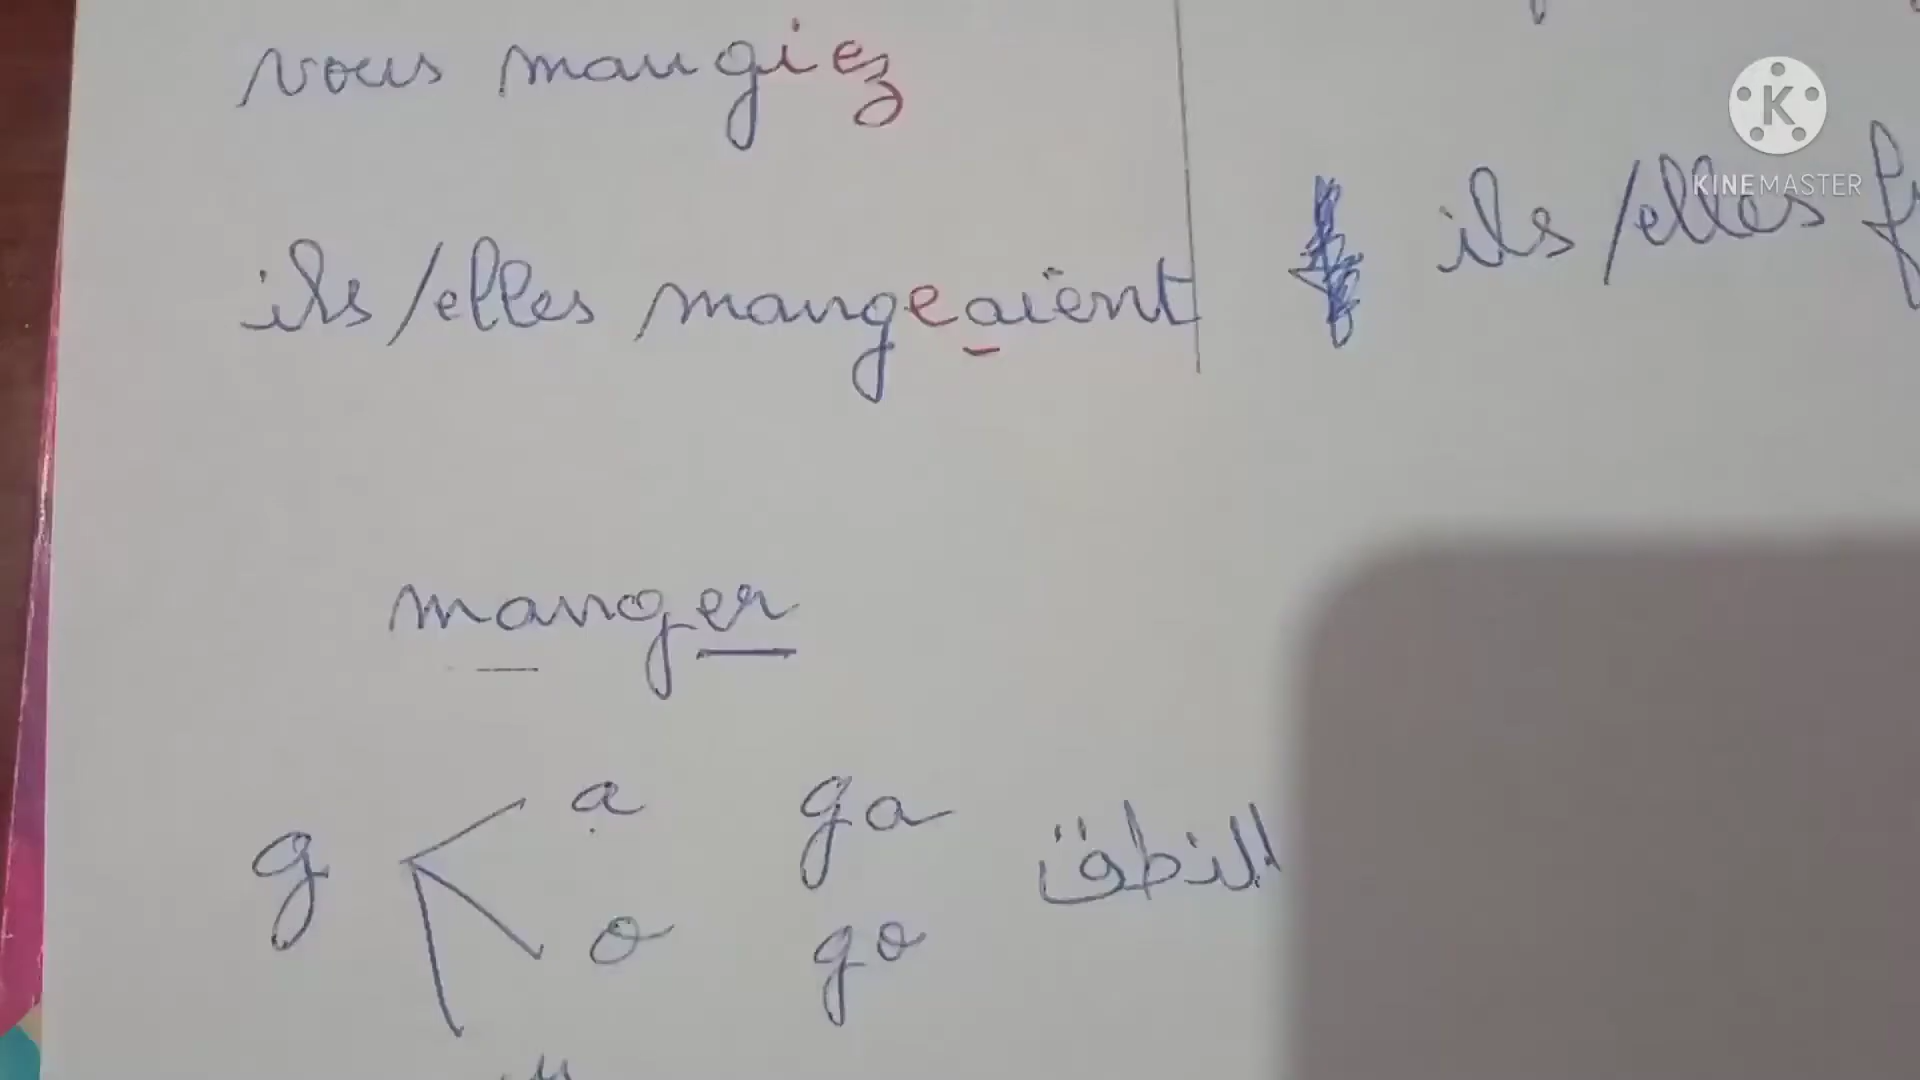 vous mangiez
ils/elles mangeaient
ils/elles
manger
g
a ga
o go
النطق
K
KINEMASTER